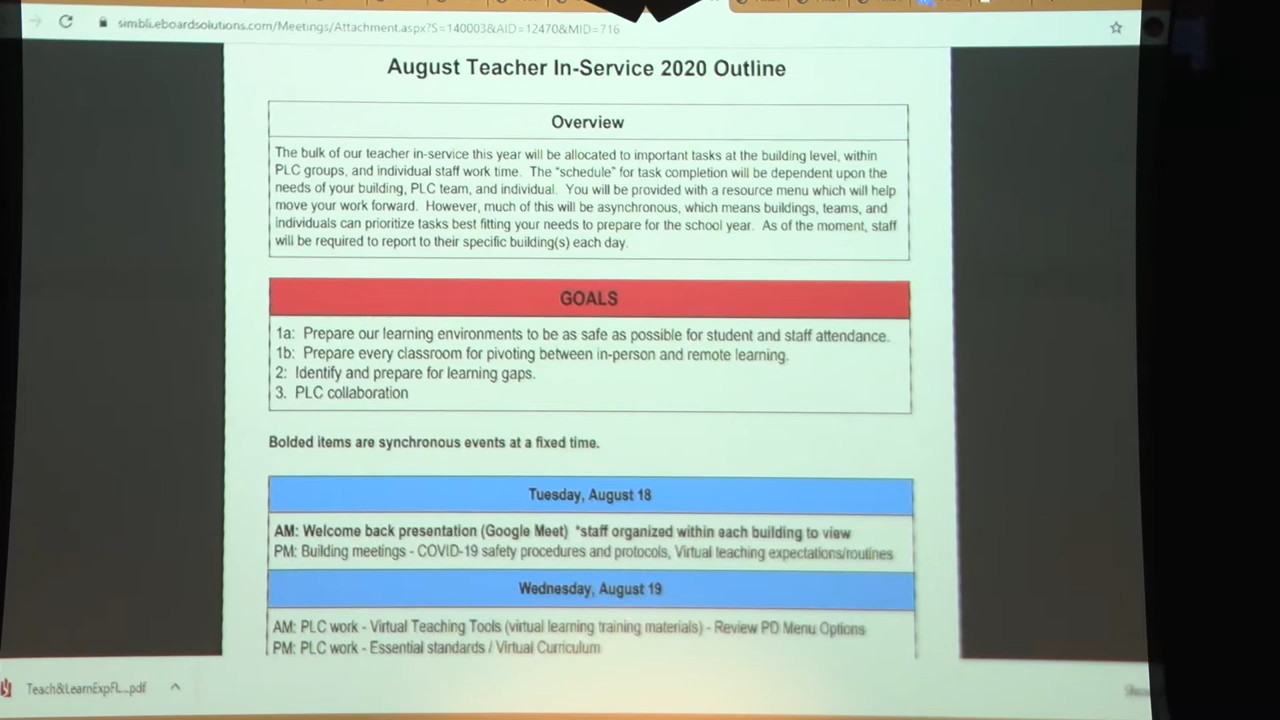 simbli.eboardsolutions.com/Meetings/Attachment.aspx?S=140003&AID=12470&MID=716
August Teacher In-Service 2020 Outline
Overview
The bulk of our teacher in-service this year will be allocated to important tasks at the building level, within
PLC groups, and individual staff work time. The "schedule" for task completion will be dependent upon the
needs of your building, PLC team, and individual. You will be provided with a resource menu which will help
move your work forward. However, much of this will be asynchronous, which means buildings, teams, and
individuals can prioritize tasks best fitting your needs to prepare for the school year. As of the moment, staff
will be required to report to their specific building(s) each day.
GOALS
1a: Prepare our learning environments to be as safe as possible for student and staff attendance.
1b: Prepare every classroom for pivoting between in-person and remote learning.
2: Identify and prepare for learning gaps.
3. PLC collaboration
Bolded items are synchronous events at a fixed time.
Tuesday, August 18
AM: Welcome back presentation (Google Meet) *staff organized within each building to view
PM: Building meetings - COVID-19 safety procedures and protocols, Virtual teaching expectations/routines
Wednesday, August 19
AM: PLC work - Virtual Teaching Tools (virtual learning training materials) - Review PD Menu Options
PM: PLC work - Essential standards / Virtual Curriculum
Teach&LearnExpFl....pdf